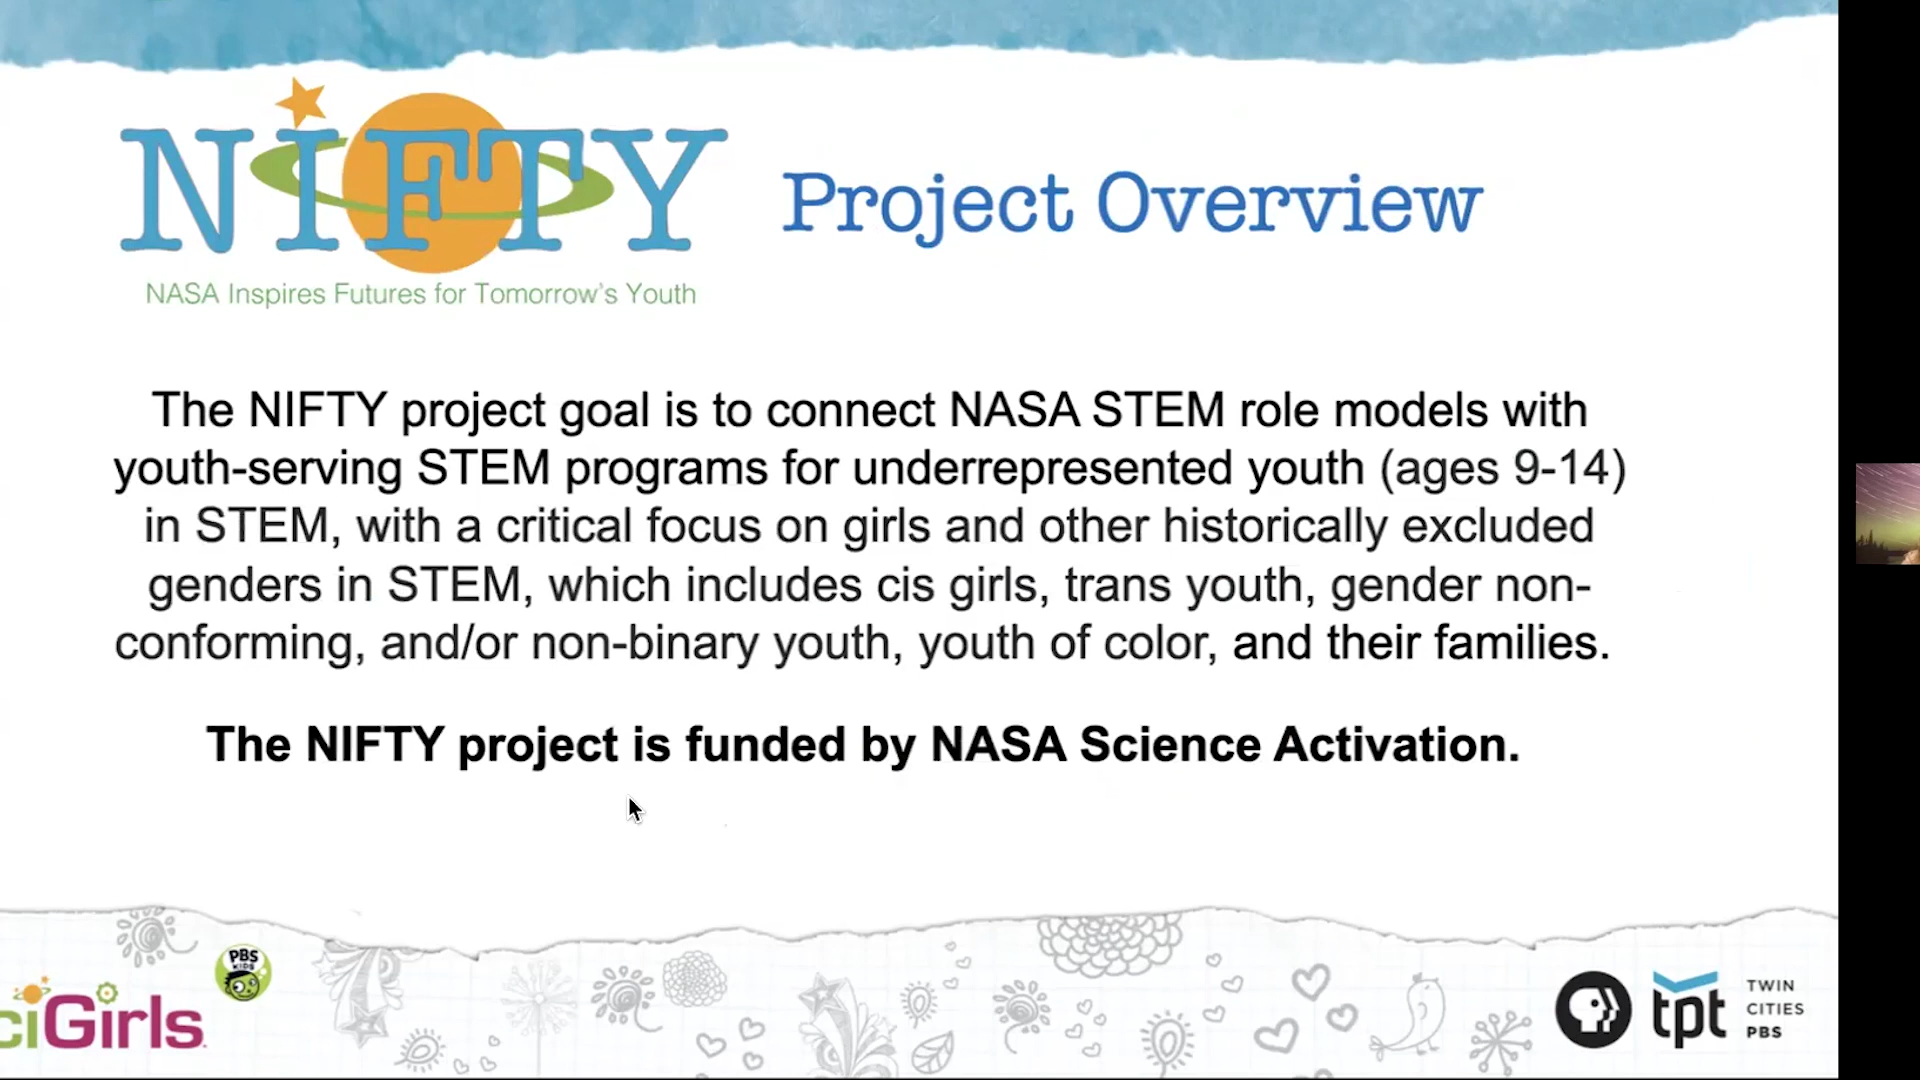 NIFTY
Project Overview
NASA Inspires Futures for Tomorrow's Youth
The NIFTY project goal is to connect NASA STEM role models with
youth-serving STEM programs for underrepresented youth (ages 9-14)
in STEM, with a critical focus on girls and other historically excluded
genders in STEM, which includes cis girls, trans youth, gender non-
conforming, and/or non-binary youth, youth of color, and their families.
The NIFTY project is funded by NASA Science Activation.
PBS
KIDS
ciGirls
tpt
TWIN
CITIES
PBS